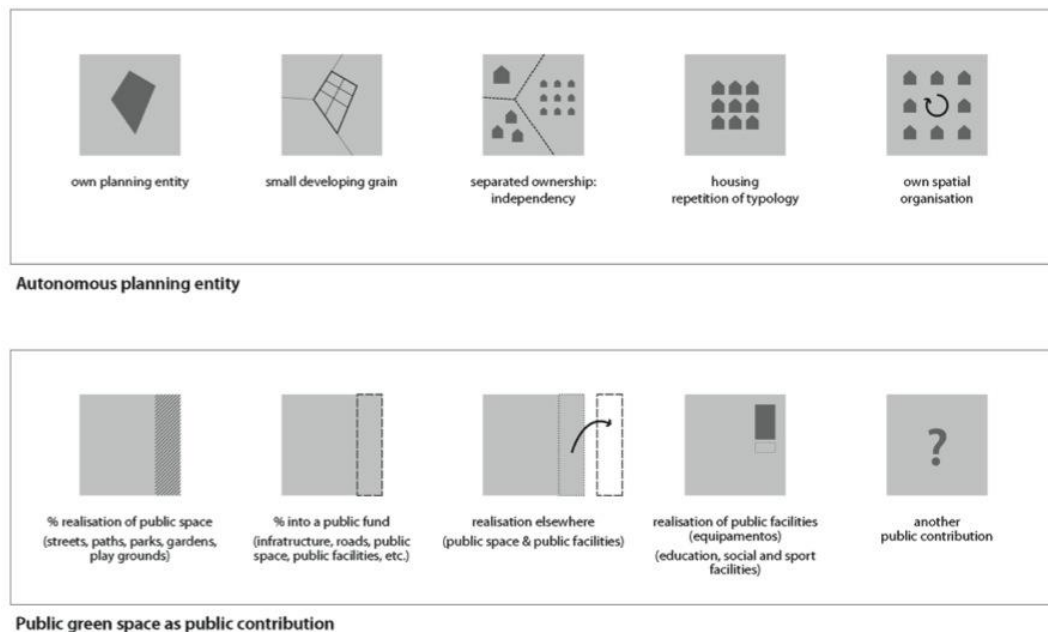 own planning entity
small developing grain
separated ownership:
independency
housing
repetition of typology
own spatial
organisation
Autonomous planning entity
% realisation of public space
(streets, paths, parks, gardens,
play grounds)
% into a public fund
(infratructure, roads, public
space, public facilities, etc.)
realisation elsewhere
(public space & public facilities)
realisation of public facilities
(equipamentos)
(education, social and sport
facilities)
?
another
public contribution
Public green space as public contribution